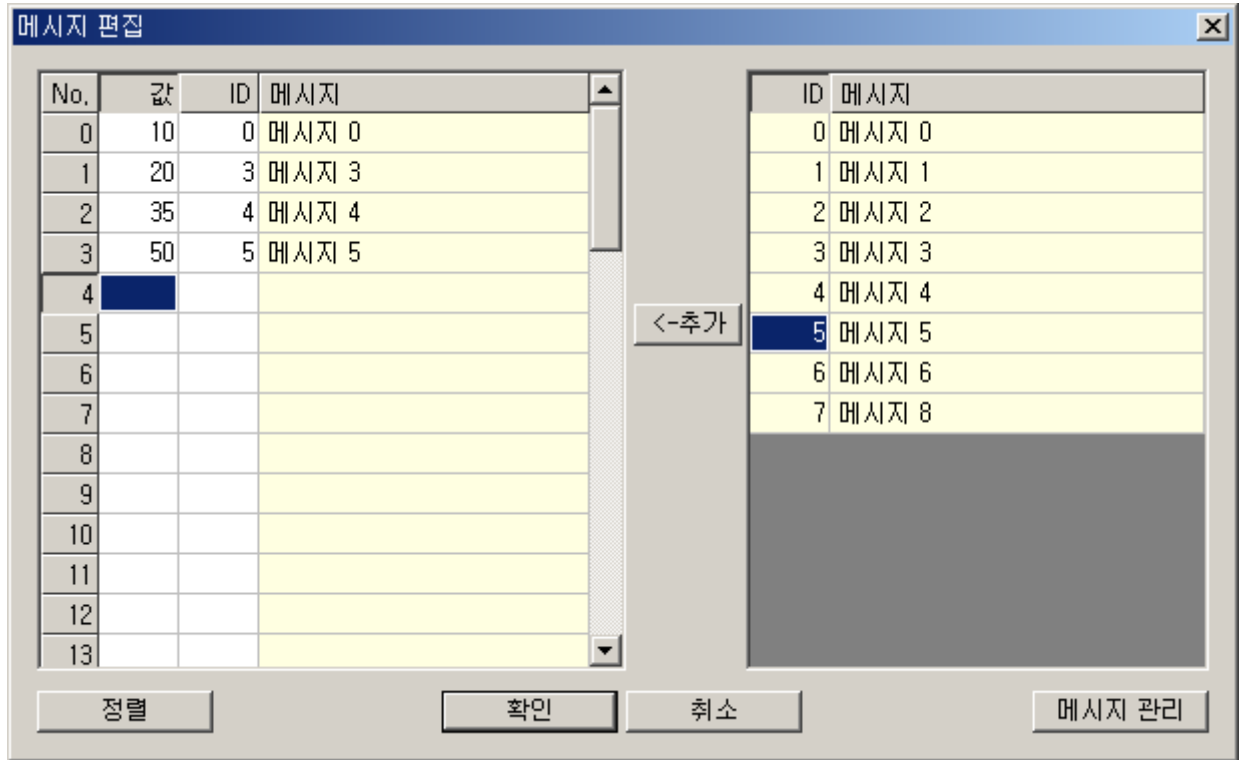 메시지 편집
No. 값 ID 메시지
0 10 0 메시지 0
1 20 3 메시지 3
2 35 4 메시지 4
3 50 5 메시지 5
4
5
6
7
8
9
10
11
12
13
<-추가
ID 메시지
0 메시지 0
1 메시지 1
2 메시지 2
3 메시지 3
4 메시지 4
5 메시지 5
6 메시지 6
7 메시지 8
정렬 확인 취소 메시지 관리